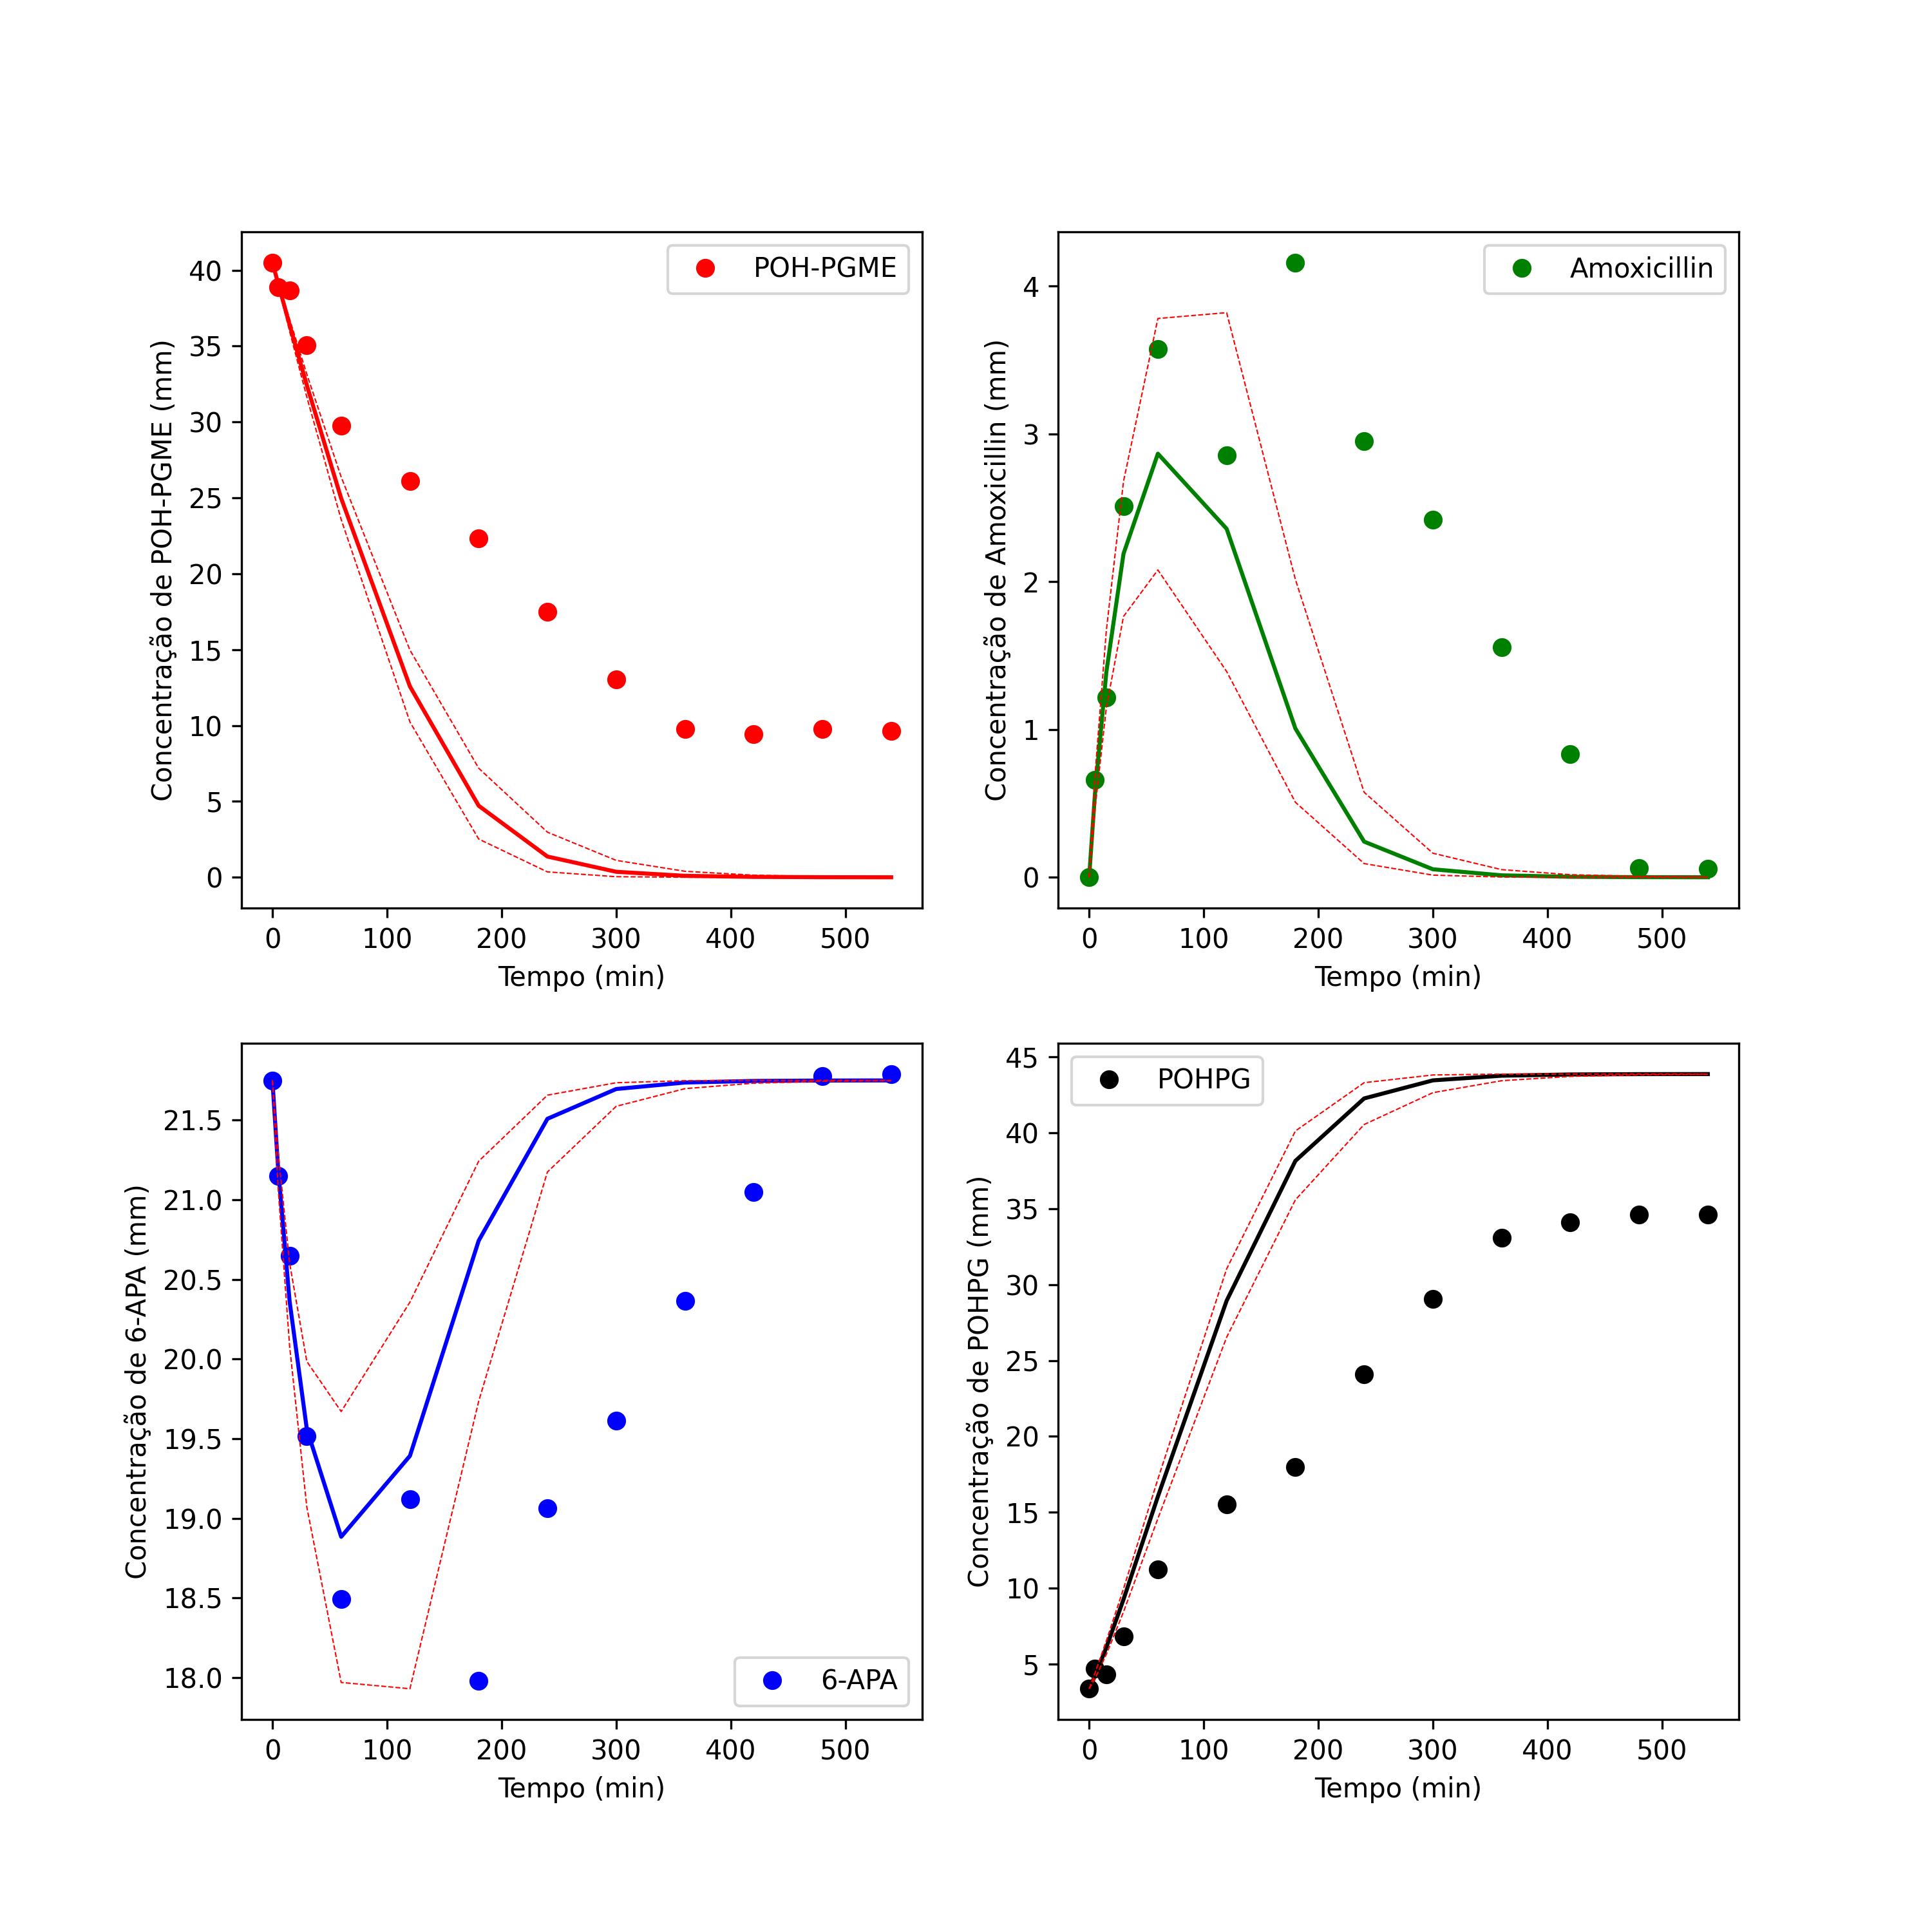 POH-PGME
Concentração de POH-PGME (mm)
40
35
30
25
20
15
10
5
0
0 100 200 300 400 500
Tempo (min)
Amoxicillin
Concentração de Amoxicillin (mm)
4
3
2
1
0
0 100 200 300 400 500
Tempo (min)
Concentração de 6-APA (mm)
21.5
21.0
20.5
20.0
19.5
19.0
18.5
18.0
6-APA
0 100 200 300 400 500
Tempo (min)
POHPG
Concentração de POHPG (mm)
45
40
35
30
25
20
15
10
5
0 100 200 300 400 500
Tempo (min)